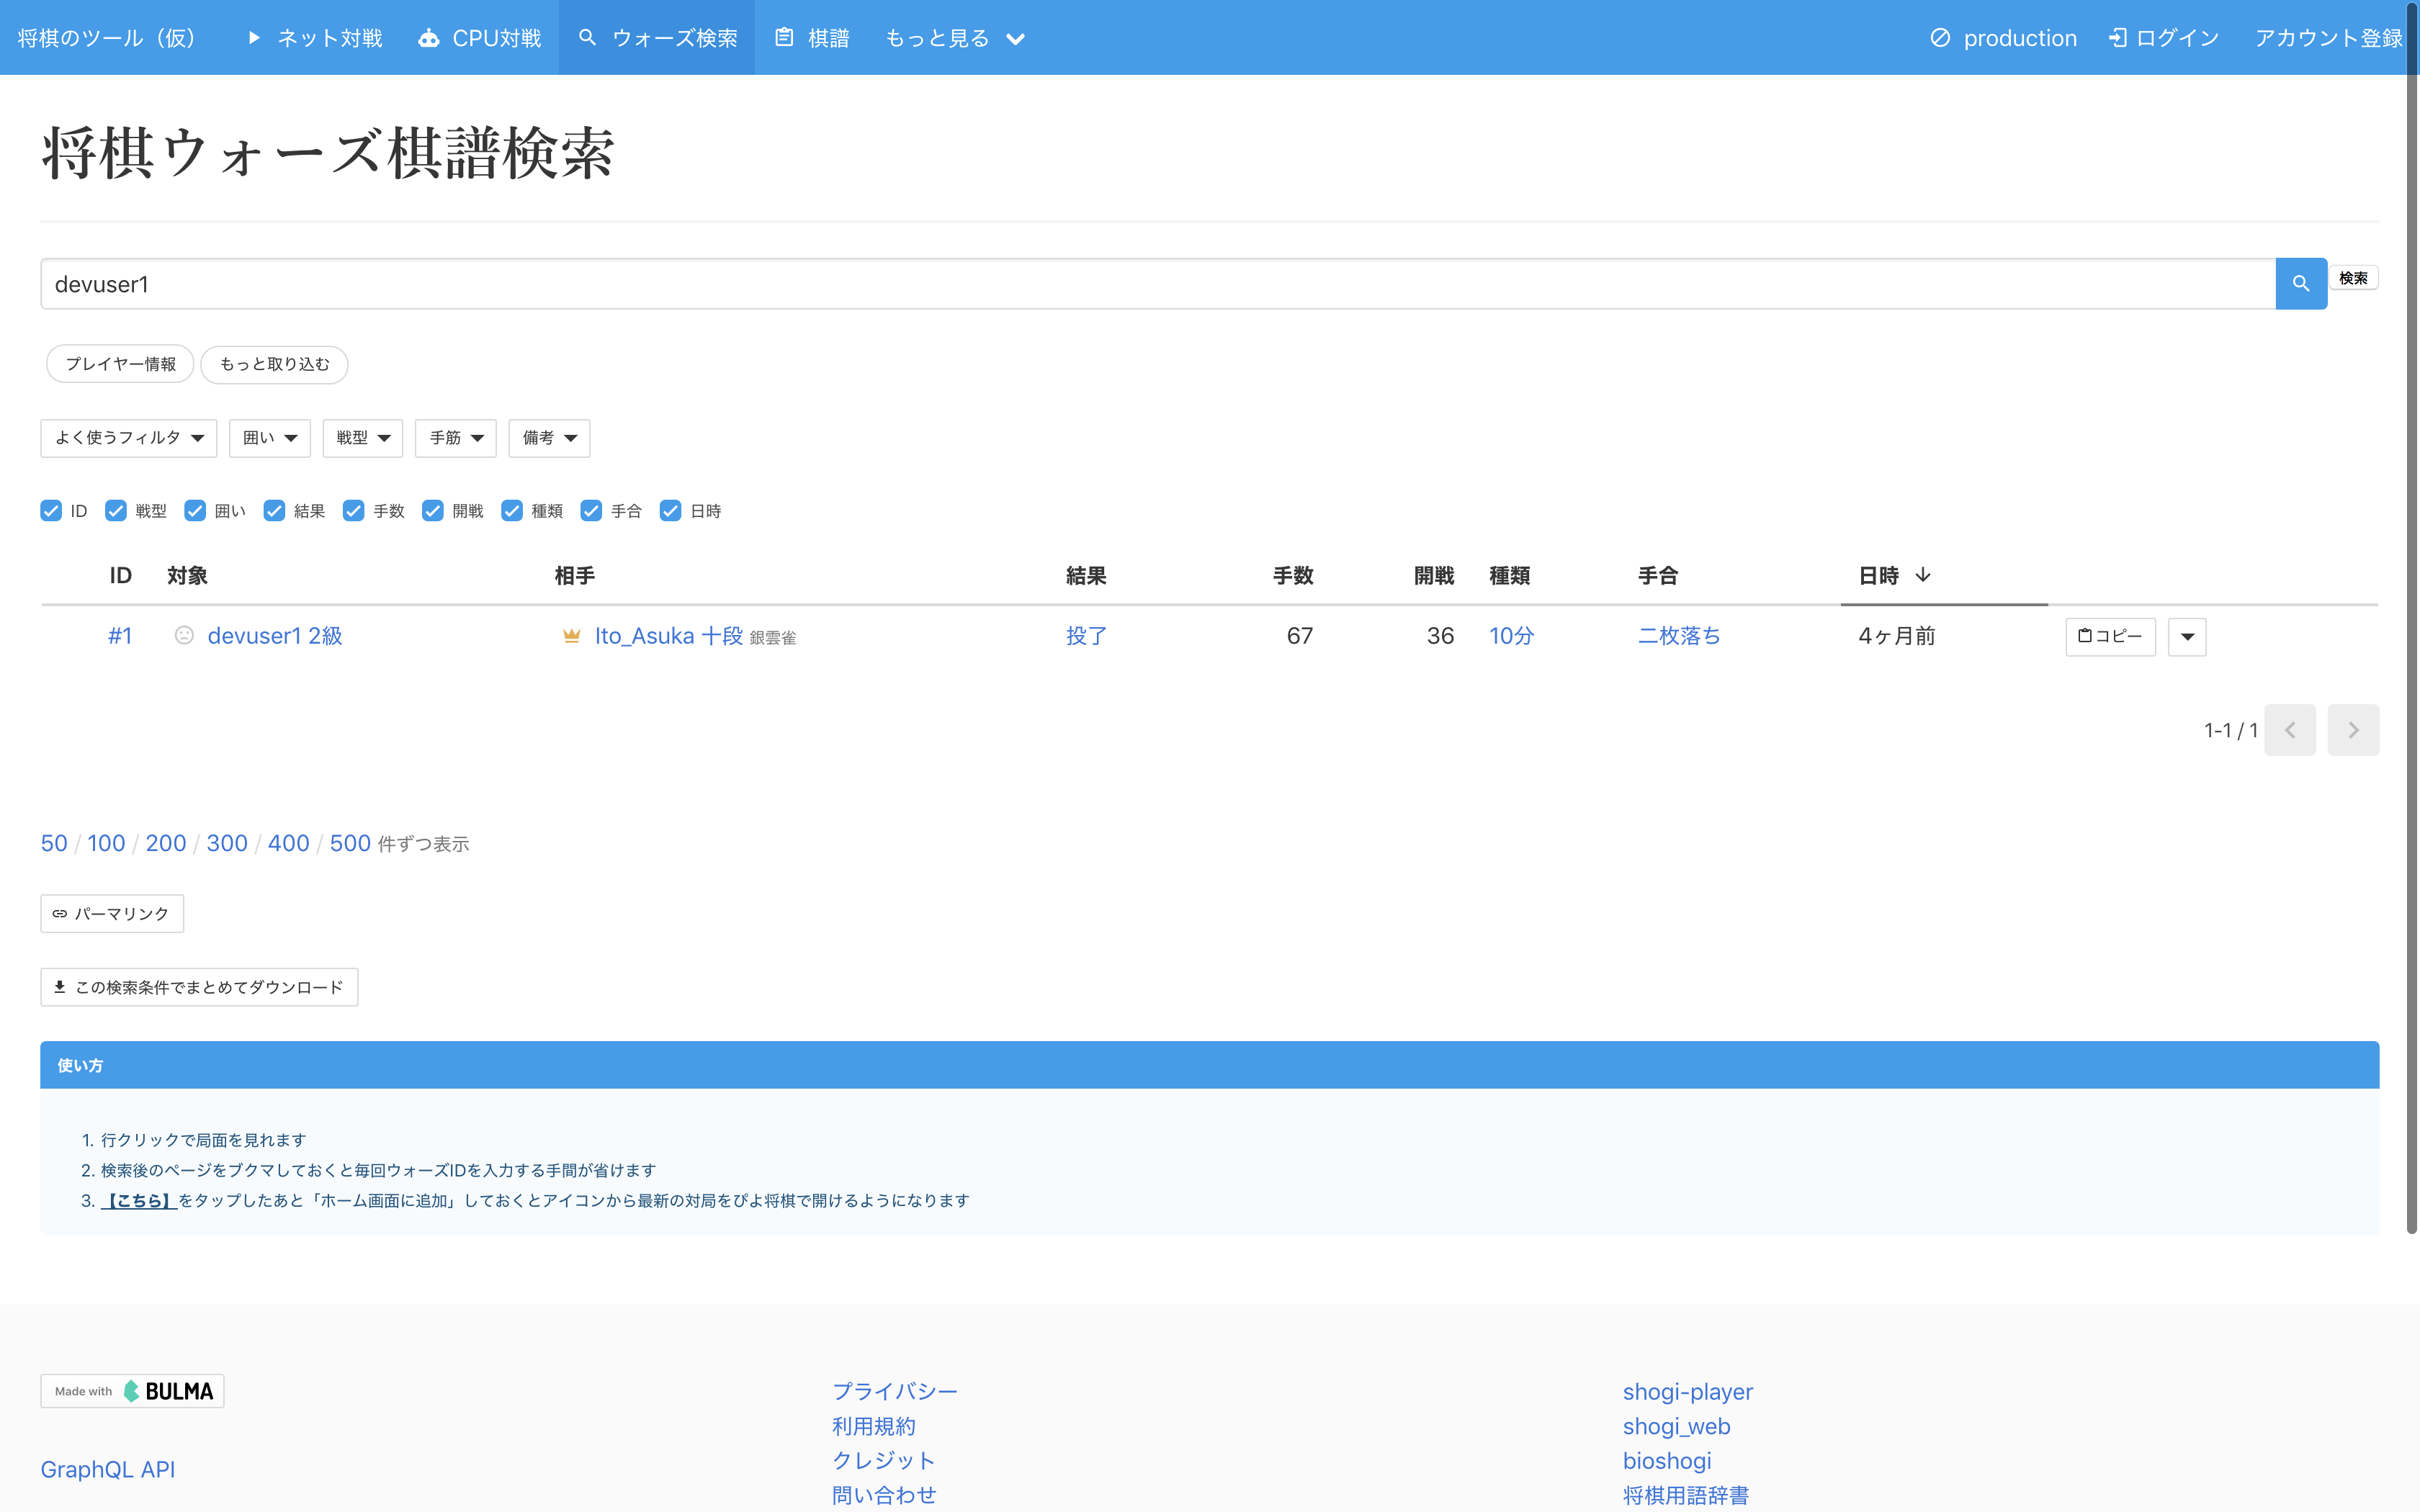 将棋のツール（仮） ネット対戦 CPU対戦 ウォーズ検索 棋譜 もっと見る production ログイン アカウント登録
将棋ウォーズ棋譜検索
devuser1 検索
プレイヤー情報 もっと取り込む
よく使うフィルタ 囲い 戦型 手筋 備考
ID 戦型 囲い 結果 手数 開戦 種類 手合 日時
ID 対象 相手 結果 手数 開戦 種類 手合 日時
#1 devuser1 2級 Ito_Asuka 十段 銀雲雀 投了 67 36 10分 二枚落ち 4ヶ月前 コピー
1-1 / 1
50 / 100 / 200 / 300 / 400 / 500 件ずつ表示
パーマリンク
この検索条件でまとめてダウンロード
使い方
1. 行クリックで局面を見れます
2. 検索後のページをブクマしておくと毎回ウォーズIDを入力する手間が省けます
3. 【こちら】をタップしたあと「ホーム画面に追加」しておくとアイコンから最新の対局をぴよ将棋で開けるようになります
Made with BULMA
GraphQL API
プライバシー
利用規約
クレジット
問い合わせ
shogi-player
shogi_web
bioshogi
将棋用語辞書